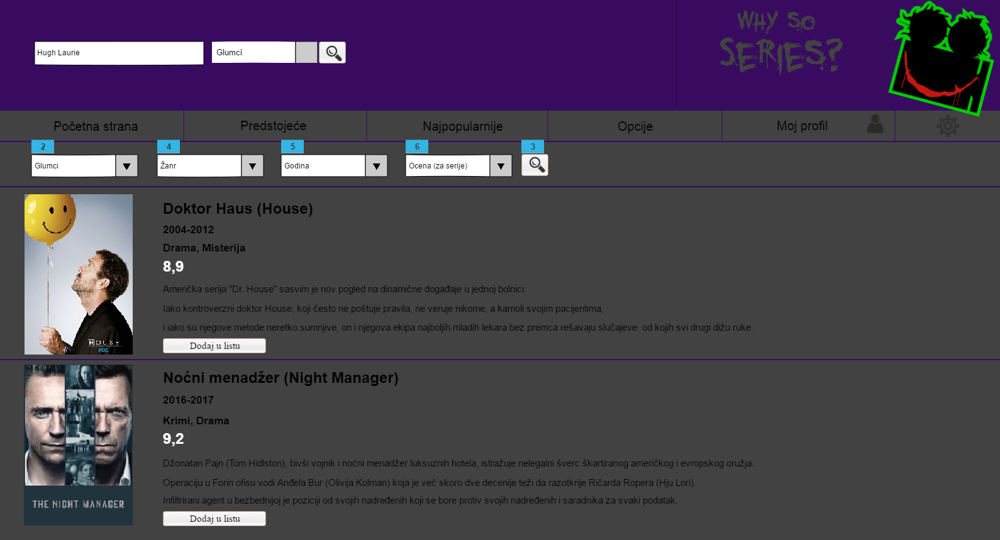 WHY SO
SERIES?
Hugh Laurie
Glumci
Početna strana
Predstojeće
Najpopularnije
Opcije
Moj profil
2
4
5
6
3
Glumci
Žanr
Godina
Ocena (za serije)
Doktor Haus (House)
2004-2012
Drama, Misterija
8,9
Američka serija "Dr. House" sasvim je nov pogled na dinamične događaje u jednoj bolnici.
Iako kontroverzni doktor House, koji često ne poštuje pravila, ne veruje nikome, a kamoli svojim pacijentima,
i iako su njegove metode neretko sumnjive, on i njegova ekipa najboljih mladih lekara bez premca rešavaju slučajeve  od kojih svi drugi dižu ruke.
HOUSE
FOX
Dodaj u listu
Noćni menadžer (Night Manager)
2016-2017
Krimi, Drama
9,2
Džonatan Pajn (Tom Hidlston), bivši vojnik i noćni menadžer luksuznih hotela, istražuje nelegalni šverc škartiranog američkog i evropskog oružja.
Operaciju u Forin ofisu vodi Anđela Bur (Olivija Kolman) koja je već skoro dve decenije teži da razotkrije Ričarda Ropera (Hju Lori).
Infiltrirani agent u bezbednijoj je poziciji od svojih nadređenih koji se bore protiv svojih nadređenih i saradnika za svaki podatak.
THE NIGHT MANAGER
Dodaj u listu